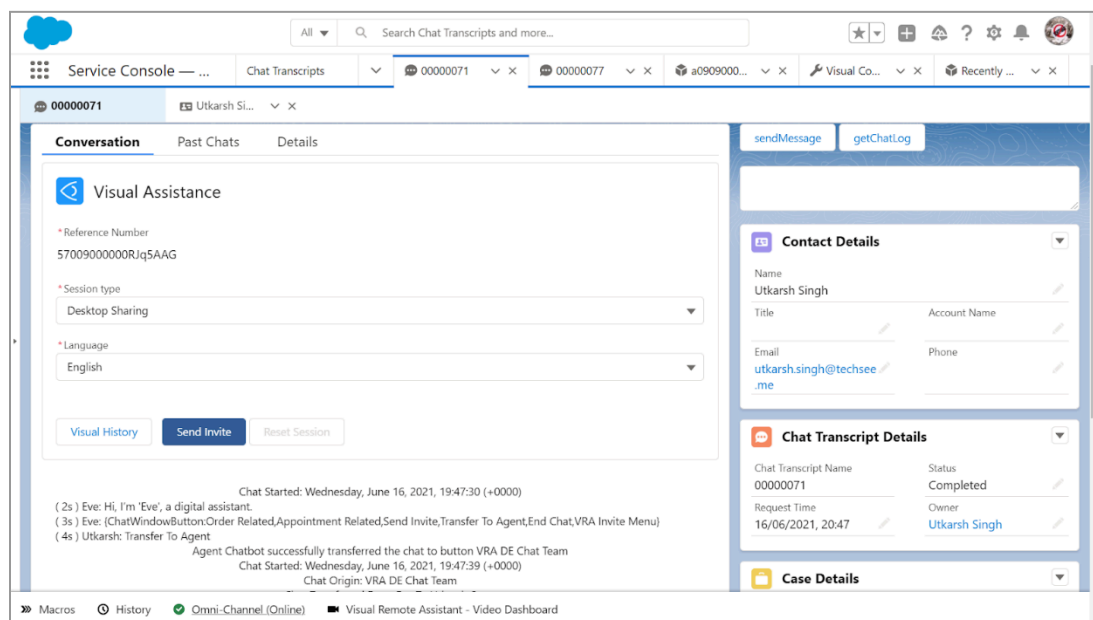 All
Search Chat Transcripts and more...
Service Console — ...
Chat Transcripts
00000071
00000077
a0909000...
Visual Co...
Recently ...
00000071
Utkarsh Si...
Conversation
Past Chats
Details
Visual Assistance
*Reference Number
57009000000RJq5AAG
*Session type
Desktop Sharing
*Language
English
Visual History
Send Invite
Reset Session
Chat Started: Wednesday, June 16, 2021, 19:47:30 (+0000)
( 2s ) Eve: Hi, I'm 'Eve', a digital assistant.
( 3s ) Eve: {ChatWindowButton:Order Related,Appointment Related,Send Invite,Transfer To Agent,End Chat,VRA Invite Menu}
( 4s ) Utkarsh: Transfer To Agent
Agent Chatbot successfully transferred the chat to button VRA DE Chat Team
Chat Started: Wednesday, June 16, 2021, 19:47:39 (+0000)
Chat Origin: VRA DE Chat Team
sendMessage
getChatLog
Contact Details
Name
Utkarsh Singh
Title
Account Name
Email
Phone
utkarsh.singh@techsee
.me
Chat Transcript Details
Chat Transcript Name
Status
00000071
Completed
Request Time
Owner
16/06/2021, 20:47
Utkarsh Singh
Case Details
Macros
History
Omni-Channel (Online)
Visual Remote Assistant - Video Dashboard